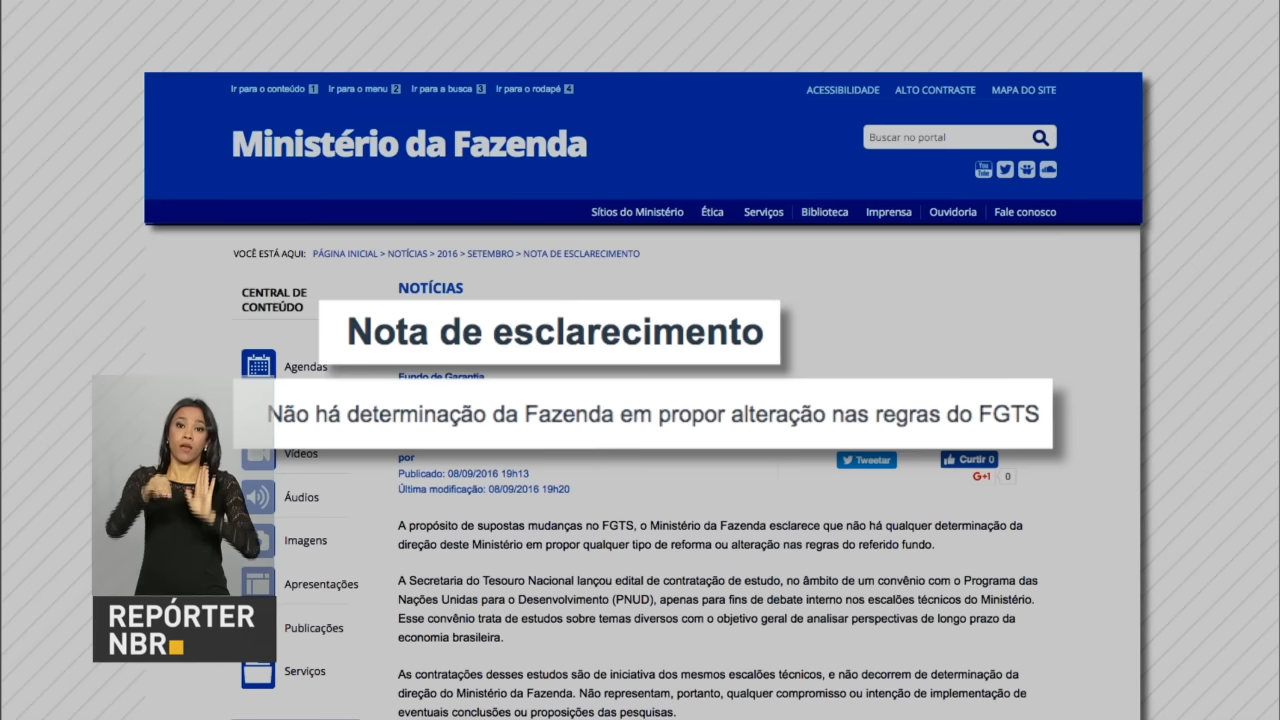 Ir para o conteúdo 1 Ir para o menu 2 Ir para a busca 3 Ir para o rodapé 4
ACESSIBILIDADE ALTO CONTRASTE MAPA DO SITE
Ministério da Fazenda
Buscar no portal
You Tube
Sítios do Ministério Ética Serviços Biblioteca Imprensa Ouvidoria Fale conosco
VOCÊ ESTÁ AQUI: PÁGINA INICIAL > NOTÍCIAS > 2016 > SETEMBRO > NOTA DE ESCLARECIMENTO
CENTRAL DE
CONTEÚDO
NOTÍCIAS
Nota de esclarecimento
Agendas
Fundo de Garantia
Não há determinação da Fazenda em propor alteração nas regras do FGTS
Vídeos
Áudios
Imagens
Apresentações
Publicações
Serviços
por
Publicado: 08/09/2016 19h13
Última modificação: 08/09/2016 19h20
Tweetar
Curtir 0
G+1 0
A propósito de supostas mudanças no FGTS, o Ministério da Fazenda esclarece que não há qualquer determinação da
direção deste Ministério em propor qualquer tipo de reforma ou alteração nas regras do referido fundo.
A Secretaria do Tesouro Nacional lançou edital de contratação de estudo, no âmbito de um convênio com o Programa das
Nações Unidas para o Desenvolvimento (PNUD), apenas para fins de debate interno nos escalões técnicos do Ministério.
Esse convênio trata de estudos sobre temas diversos com o objetivo geral de analisar perspectivas de longo prazo da
economia brasileira.
As contratações desses estudos são de iniciativa dos mesmos escalões técnicos, e não decorrem de determinação da
direção do Ministério da Fazenda. Não representam, portanto, qualquer compromisso ou intenção de implementação de
eventuais conclusões ou proposições das pesquisas.
REPÓRTER
NBR